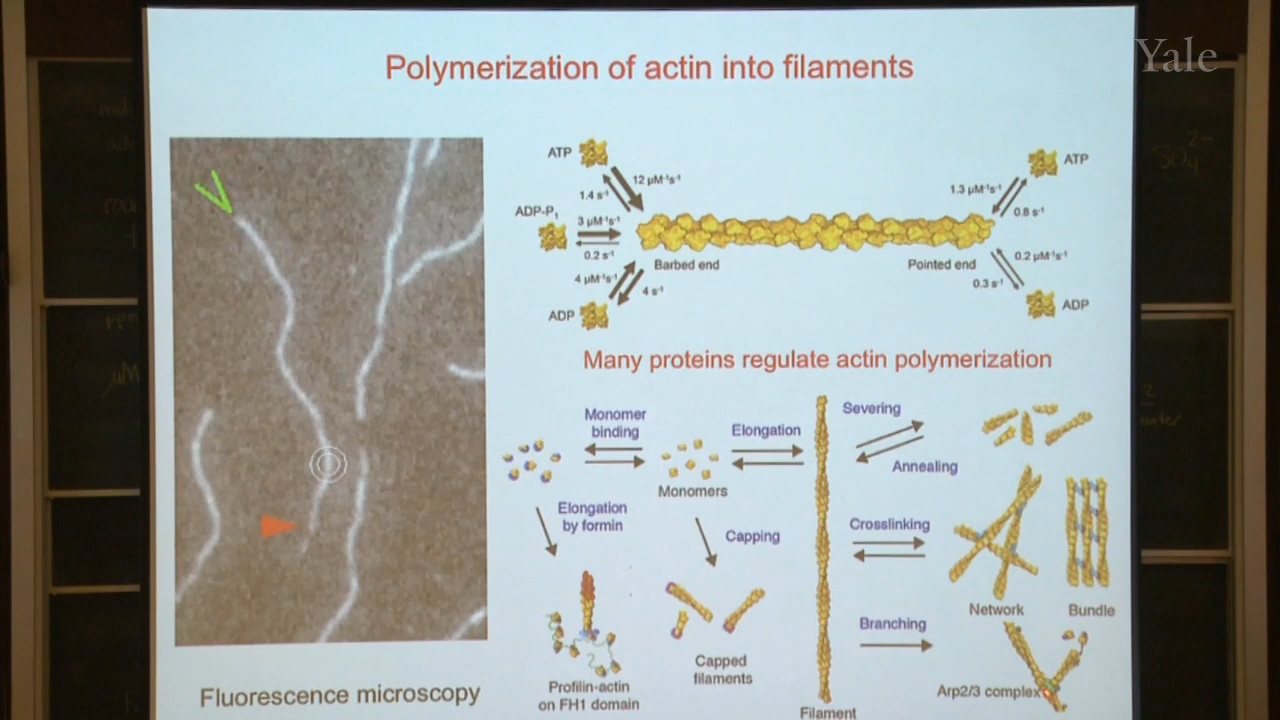 Yale
Polymerization of actin into filaments
ATP
12 µM⁻¹s⁻¹
1.4 s⁻¹
ADP-Pᵢ
3 µM⁻¹s⁻¹
0.2 s⁻¹
4 µM⁻¹s⁻¹
4 s⁻¹
ADP
Barbed end
Pointed end
ATP
1.3 µM⁻¹s⁻¹
0.8 s⁻¹
0.2 µM⁻¹s⁻¹
0.3 s⁻¹
ADP
Many proteins regulate actin polymerization
Monomer
binding
Elongation
Severing
Annealing
Monomers
Elongation
by formin
Capping
Crosslinking
Network
Bundle
Branching
Profilin-actin
on FH1 domain
Capped
filaments
Arp2/3 complex
Filament
Fluorescence microscopy
SO₄²⁻
µM